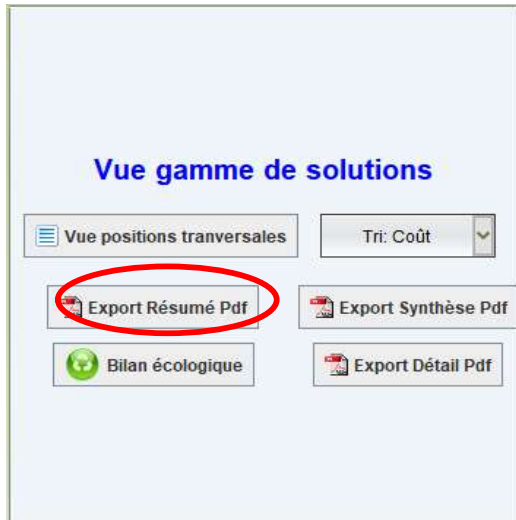 Vue gamme de solutions
Vue positions tranversales
Tri: Coût
Export Résumé Pdf
Export Synthèse Pdf
Bilan écologique
Export Détail Pdf